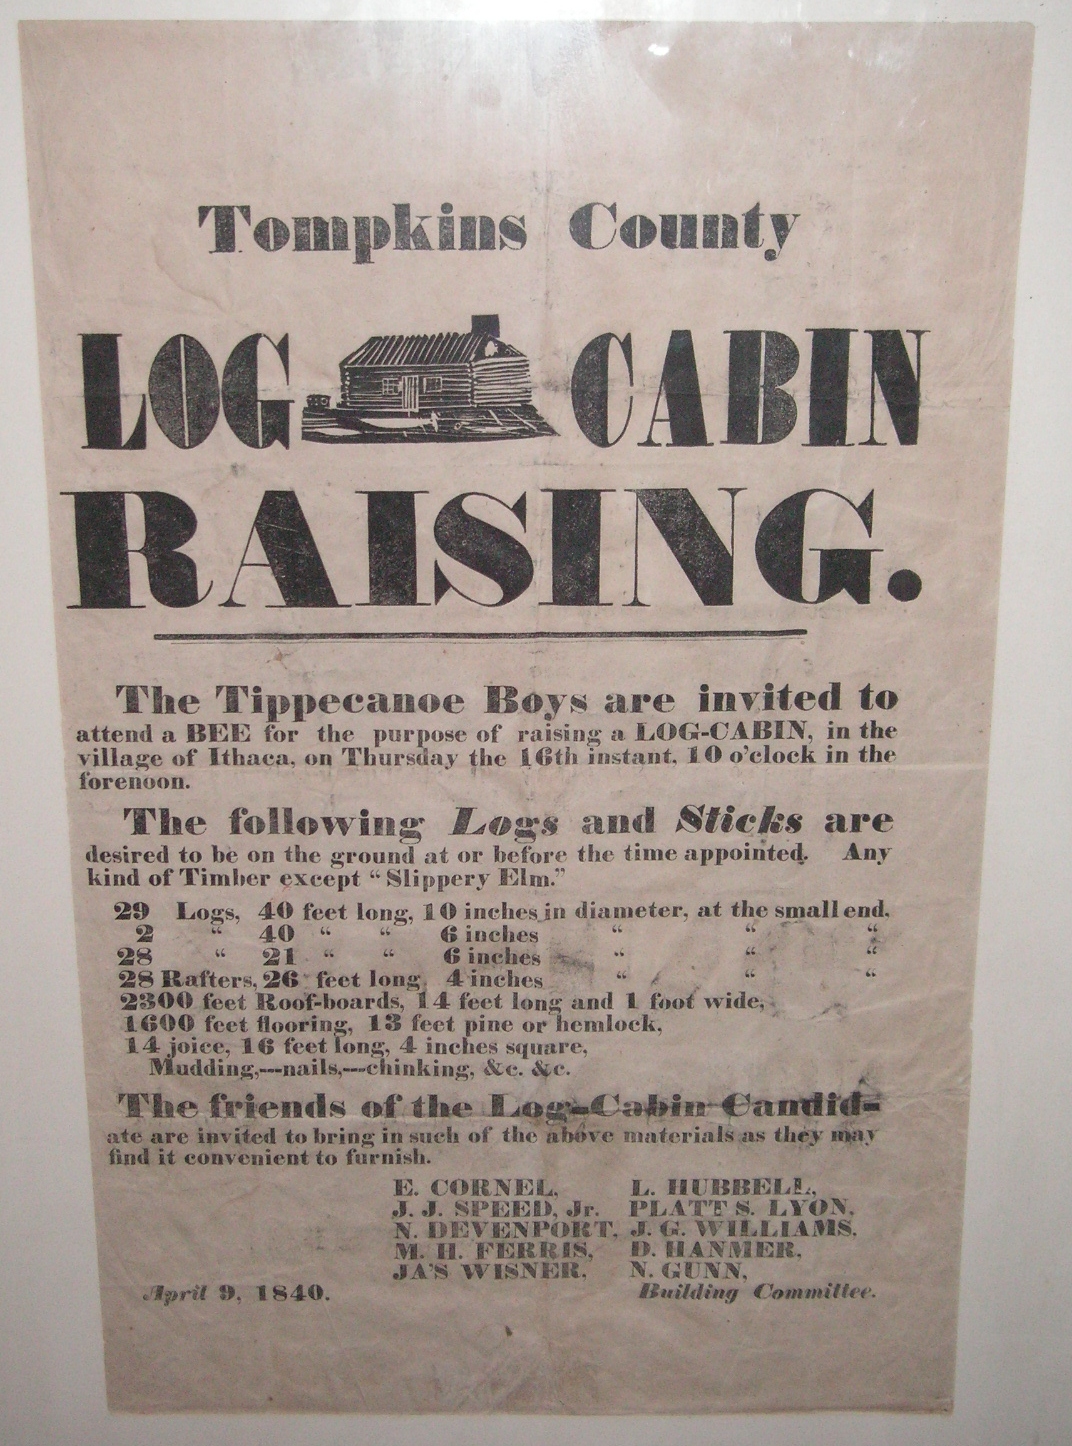 Tompkins County
LOG CABIN
RAISING.
The Tippecanoe Boys are invited to
attend a BEE for the purpose of raising a LOG-CABIN, in the
village of Ithaca, on Thursday the 16th instant, 10 o'clock in the
forenoon.
The following Logs and Sticks are
desired to be on the ground at or before the time appointed. Any
kind of Timber except "Slippery Elm."
29 Logs, 40 feet long, 10 inches in diameter, at the small end.
2 " 40 " " 6 inches " " "
28 " 21 " " 6 inches " " "
28 Rafters, 26 feet long, 4 inches " " "
2300 feet Roof-boards, 14 feet long and 1 foot wide,
1600 feet flooring, 13 feet pine or hemlock,
14 joice, 16 feet long, 4 inches square,
Mudding,---nails,---chinking, &c. &c.
The friends of the Log-Cabin Candid-
ate are invited to bring in such of the above materials as they may
find it convenient to furnish.
E. CORNEL, L. HUBBELL,
J. J. SPEED, Jr. PLATT S. LYON,
N. DEVENPORT, J. G. WILLIAMS,
M. H. FERRIS, D. HANMER,
JA'S WISNER, N. GUNN,
April 9, 1840. Building Committee.